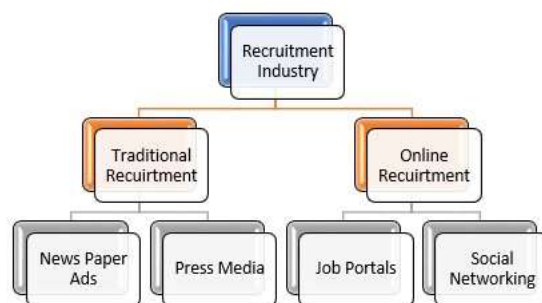 Recruitment
Industry
Traditional
Recuirtment
Online
Recuirtment
News Paper
Ads
Press Media
Job Portals
Social
Networking